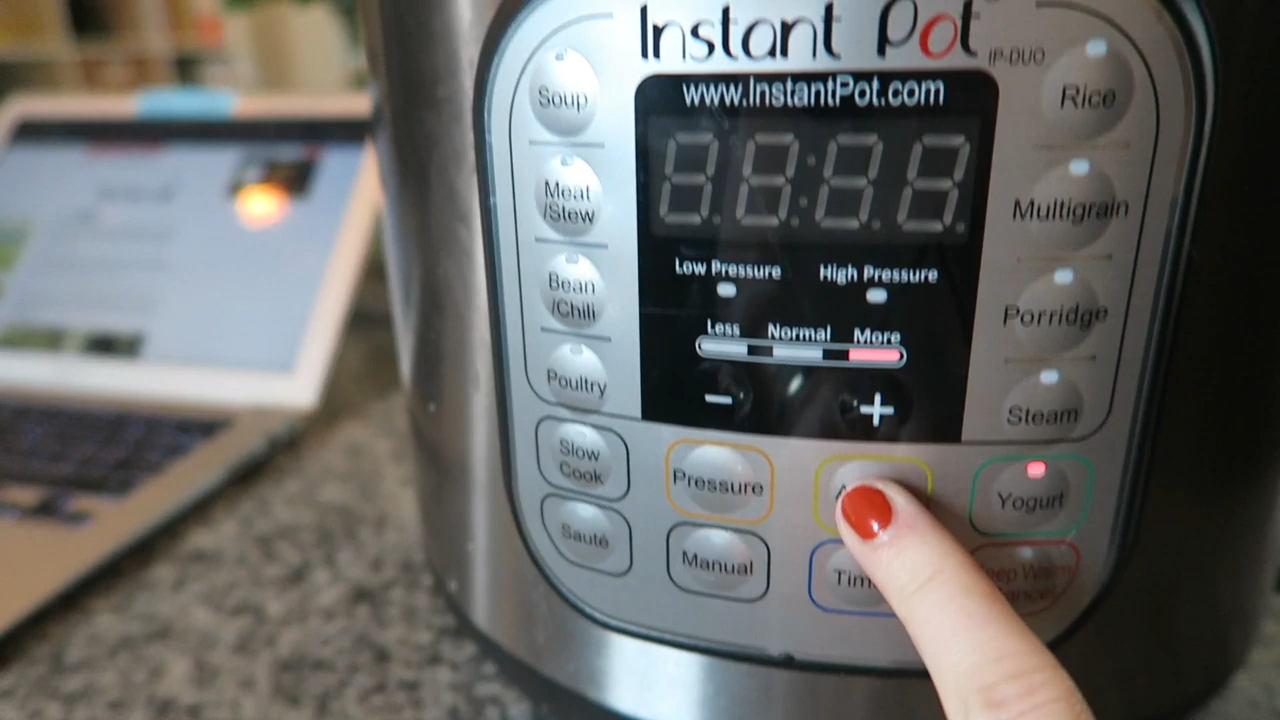 Instant Pot
IP-DUO
www.InstantPot.com
Soup
Meat
/Stew
Bean
/Chili
Poultry
Slow
Cook
Sauté
Low Pressure
High Pressure
Less
Normal
More
Pressure
Manual
Rice
Multigrain
Porridge
Steam
Yogurt